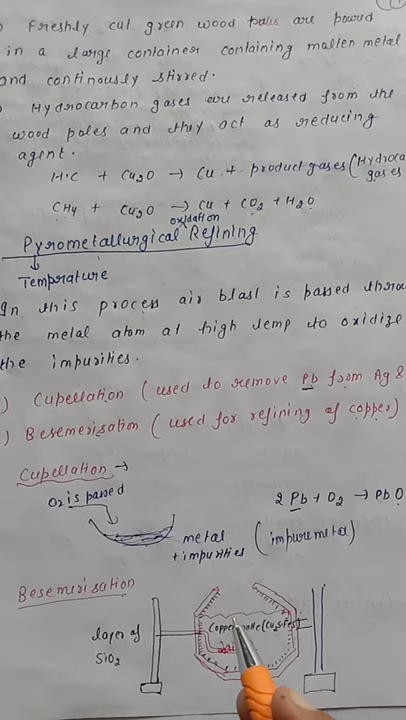 Freshly cut green wood poles are poured
in a large container containing molten metal
and continously stirred.
Hydrocarbon gases are released from the
wood poles and they act as reducing
agent.
H·C + Cu2O → Cu + product gases (Hydroca
gases
CH4 + Cu2O → Cu + CO2 + H2O
oxidation
Pyrometallurgical Refining
Temperature
In this process air blast is passed throu
the metal atom at high temp to oxidize
the impurities.
) Cupellation (used to remove Pb from Ag &
) Besemerisation (used for refining of copper)
Cupellation →
O2 is passed
2 Pb + O2 → PbO
metal
+ impurities
(impure metal)
Besemerisation
layer of
SiO2
Copper matte (Cu2S+FeS)